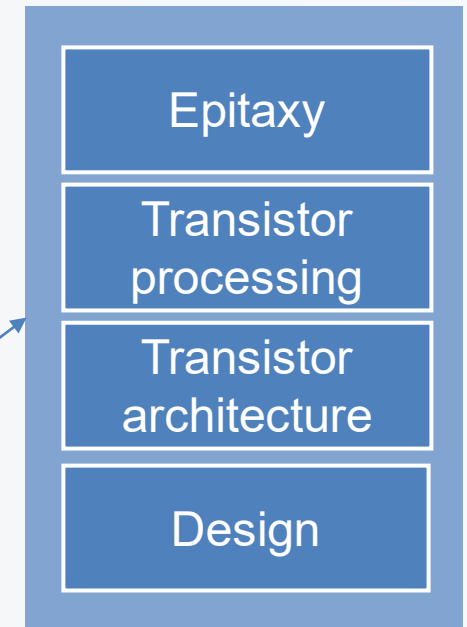 Epitaxy
Transistor
processing
Transistor
architecture
Design